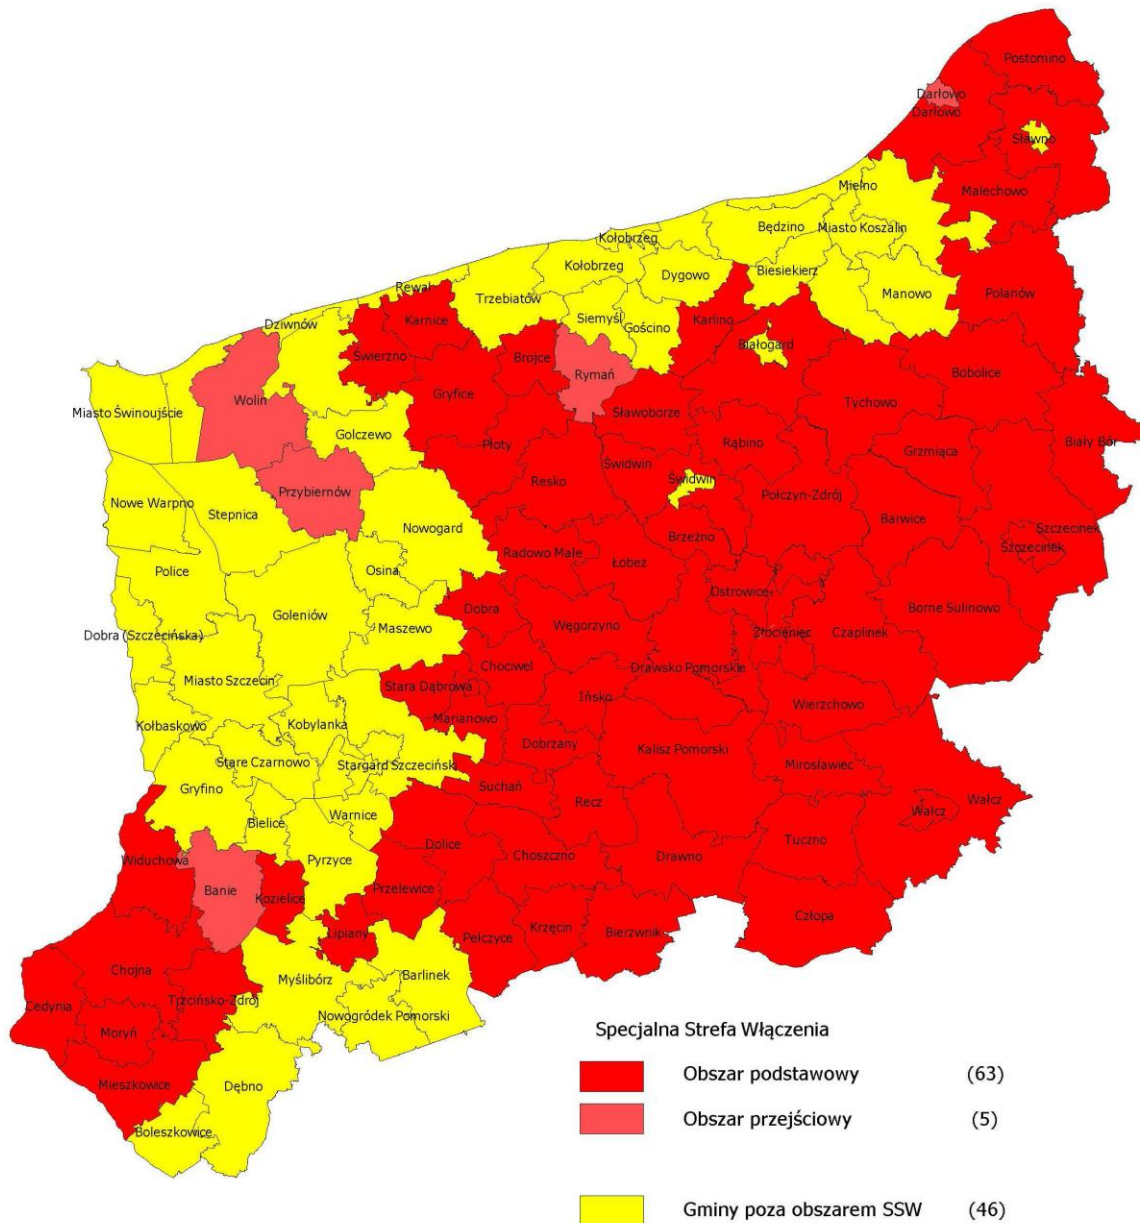 Postomino
Darłowo
Darłowo
Sławno
Mielno
Malechowo
Będzino
Miasto Koszalin
Kołobrzeg
Kołobrzeg
Dygowo
Biesiekierz
Manowo
Polanów
Rewal
Trzebiatów
Siemyśl
Gościno
Karlino
Karnice
Dziwnów
Świerzno
Brojce
Białogard
Rymań
Bobolice
Gryfice
Wolin
Miasto Świnoujście
Sławoborze
Tychowo
Golczewo
Płoty
Rąbino
Grzmiąca
Biały Bór
Świdwin
Resko
Świdwin
Przybiernów
Połczyn-Zdrój
Nowe Warpno
Stepnica
Nowogard
Barwice
Szczecinek
Brzeżno
Szczecinek
Radowo Małe
Łobez
Police
Osina
Ostrowice
Borne Sulinowo
Dobra
Goleniów
Węgorzyno
Maszewo
Złocieniec
Czaplinek
Dobra (Szczecińska)
Chociwel
Drawsko Pomorskie
Miasto Szczecin
Stara Dąbrowa
Ińsko
Wierzchowo
Marianowo
Kołbaskowo
Kobylanka
Dobrzany
Kalisz Pomorski
Stare Czarnowo
Stargard Szczeciński
Mirosławiec
Suchań
Gryfino
Recz
Wałcz
Wałcz
Bielice
Warnice
Tuczno
Dolice
Choszczno
Drawno
Widuchowa
Pyrzyce
Banie
Kozielice
Przelewice
Człopa
Lipiany
Pełczyce
Krzęcin
Bierzwnik
Chojna
Myślibórz
Barlinek
Cedynia
Trzcińsko-Zdrój
Nowogródek Pomorski
Moryń
Mieszkowice
Dębno
Boleszkowice
Specjalna Strefa Włączenia
Obszar podstawowy (63)
Obszar przejściowy (5)
Gminy poza obszarem SSW (46)